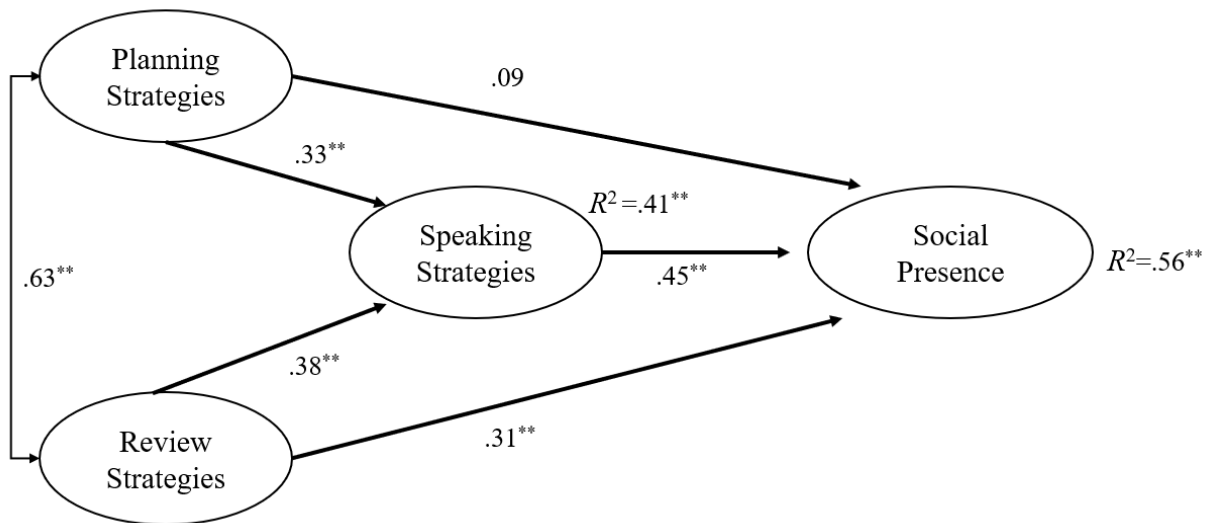 Planning
Strategies
.09
.33**
R²=.41**
Speaking
Strategies
Social
Presence
R²=.56**
.63**
.45**
.38**
.31**
Review
Strategies